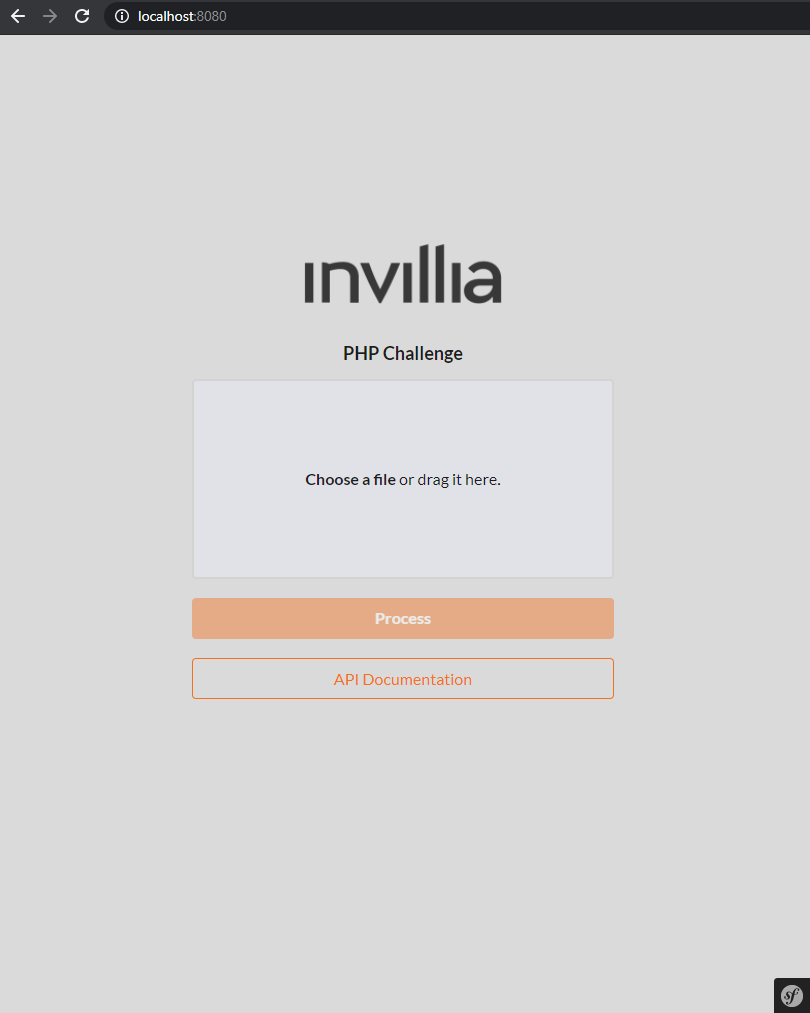 localhost:8080
invillia
PHP Challenge
Choose a file or drag it here.
Process
API Documentation
sf